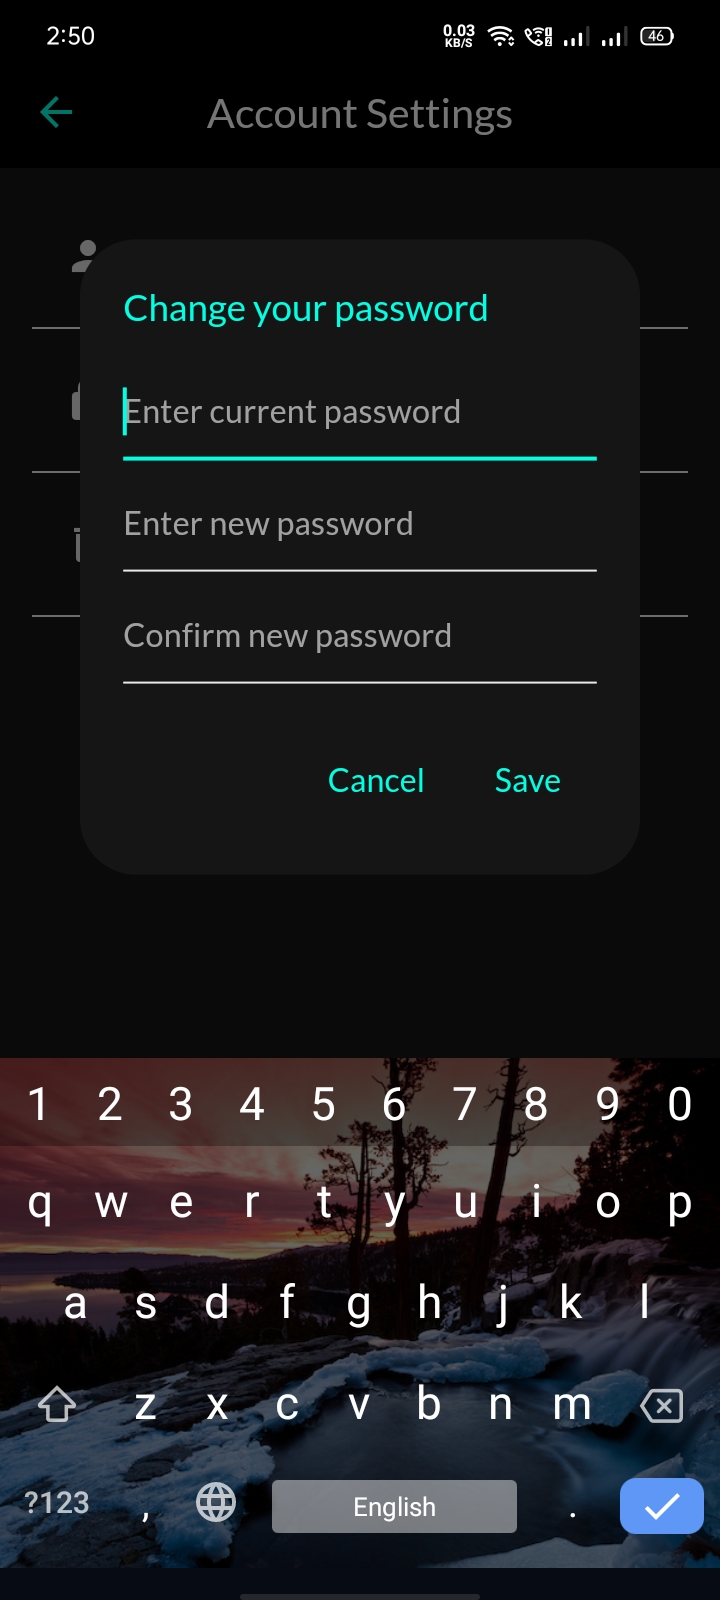 2:50 0.03 KB/S 46
Account Settings
Change your password
Enter current password
Enter new password
Confirm new password
Cancel Save
1 2 3 4 5 6 7 8 9 0
q w e r t y u i o p
a s d f g h j k l
z x c v b n m
?123 , English .